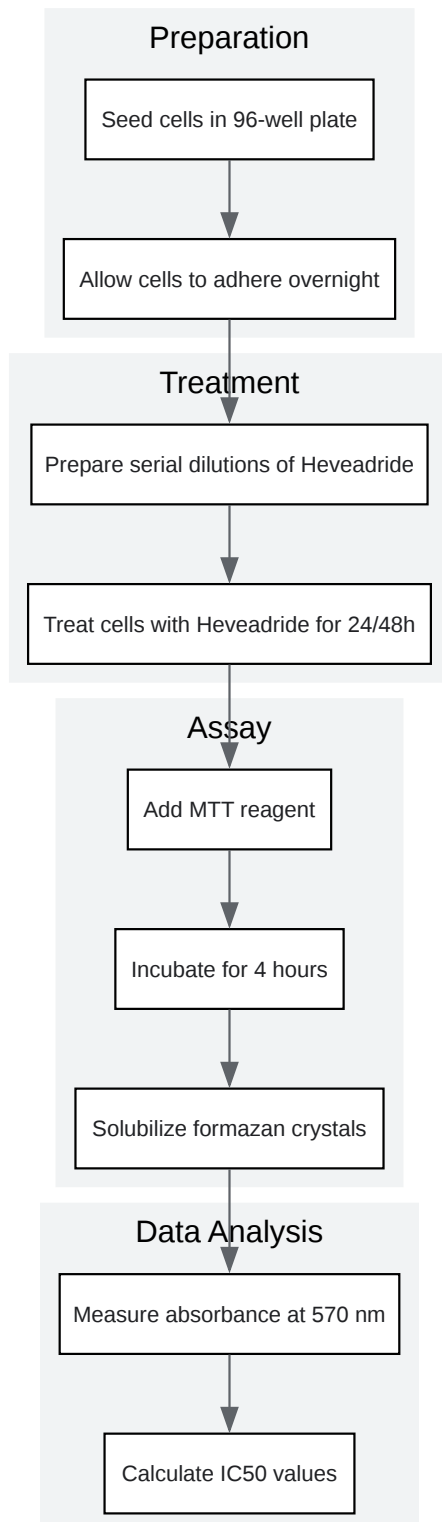 Preparation
Seed cells in 96-well plate
Allow cells to adhere overnight
Treatment
Prepare serial dilutions of Heveadride
Treat cells with Heveadride for 24/48h
Assay
Add MTT reagent
Incubate for 4 hours
Solubilize formazan crystals
Data Analysis
Measure absorbance at 570 nm
Calculate IC50 values